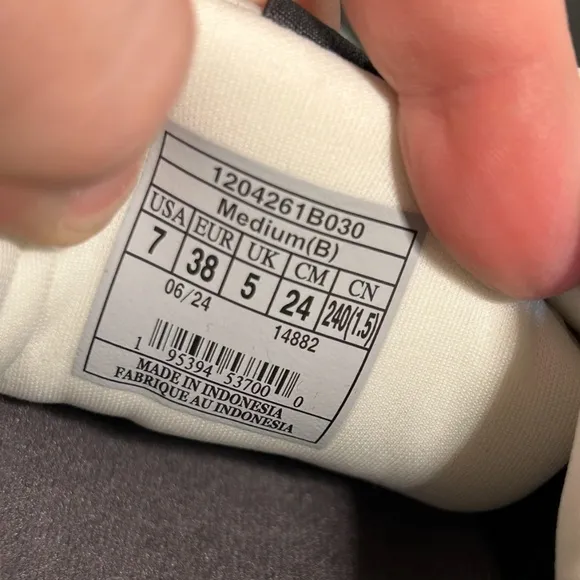 1204261B030
Medium(B)
USA EUR UK CM CN
7 38 5 24 240(1.5)
06/24 14882
1 95394 53700 0
MADE IN INDONESIA
FABRIQUE AU INDONESIA